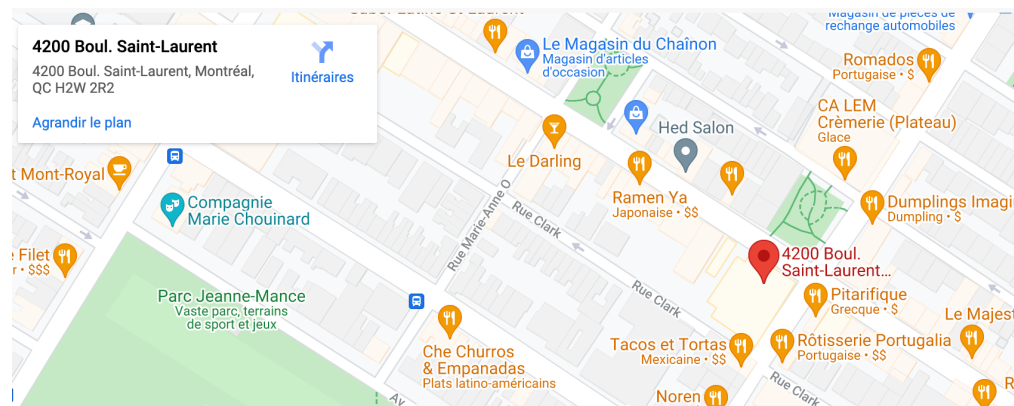 4200 Boul. Saint-Laurent
4200 Boul. Saint-Laurent, Montréal,
QC H2W 2R2
Itinéraires
Agrandir le plan
Le Magasin du Chaînon
Magasin d'articles
d'occasion
Magasin de pièces de
rechange automobiles
Romados
Portugaise • $
CA LEM
Crèmerie (Plateau)
Glace
Hed Salon
Le Darling
Ramen Ya
Japonaise • $$
t Mont-Royal
Compagnie
Marie Chouinard
Dumplings Imagi
Dumpling • $
Rue Marie-Anne O
Rue Clark
e Filet
r • $$$
4200 Boul.
Saint-Laurent...
Rue Clark
Parc Jeanne-Mance
Vaste parc, terrains
de sport et jeux
Pitarifique
Grecque • $
Le Majest
Che Churros
& Empanadas
Plats latino-américains
Tacos et Tortas
Mexicaine • $$
Rôtisserie Portugalia
Portugaise • $$
Rue Clark
Noren
Av
R